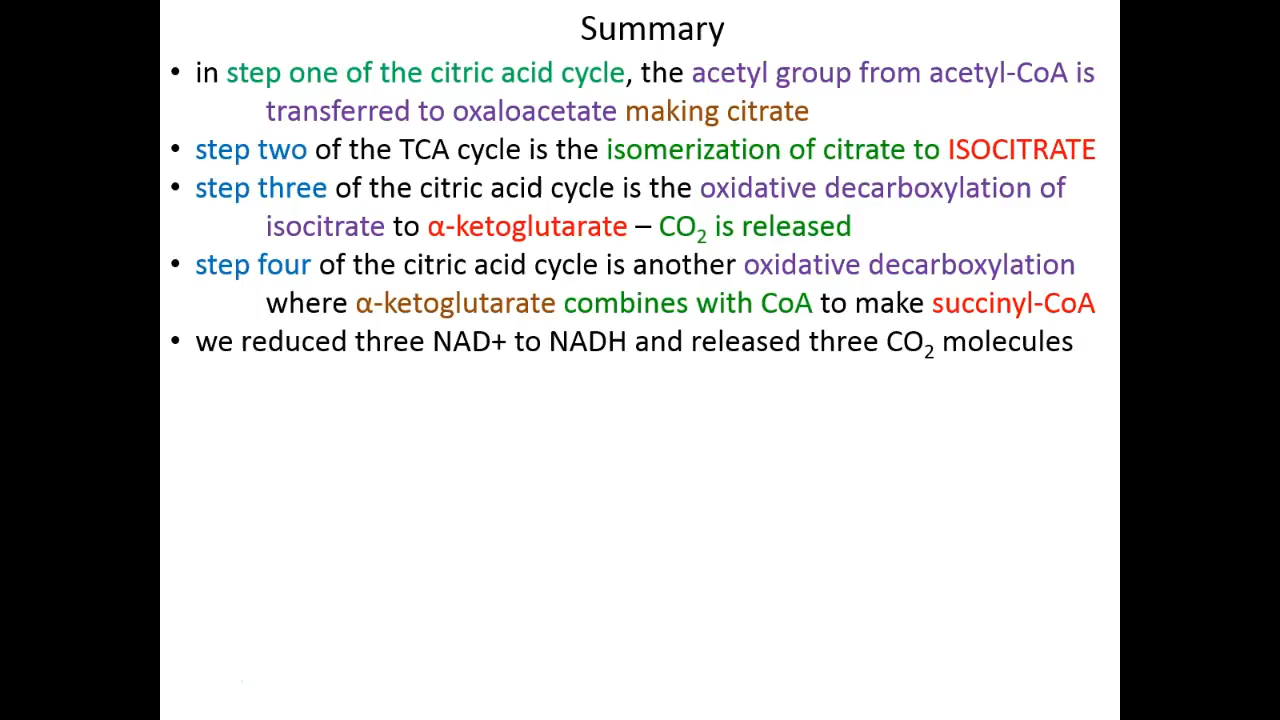 Summary
• in step one of the citric acid cycle, the acetyl group from acetyl-CoA is
transferred to oxaloacetate making citrate
• step two of the TCA cycle is the isomerization of citrate to ISOCITRATE
• step three of the citric acid cycle is the oxidative decarboxylation of
isocitrate to α-ketoglutarate – CO₂ is released
• step four of the citric acid cycle is another oxidative decarboxylation
where α-ketoglutarate combines with CoA to make succinyl-CoA
• we reduced three NAD+ to NADH and released three CO₂ molecules